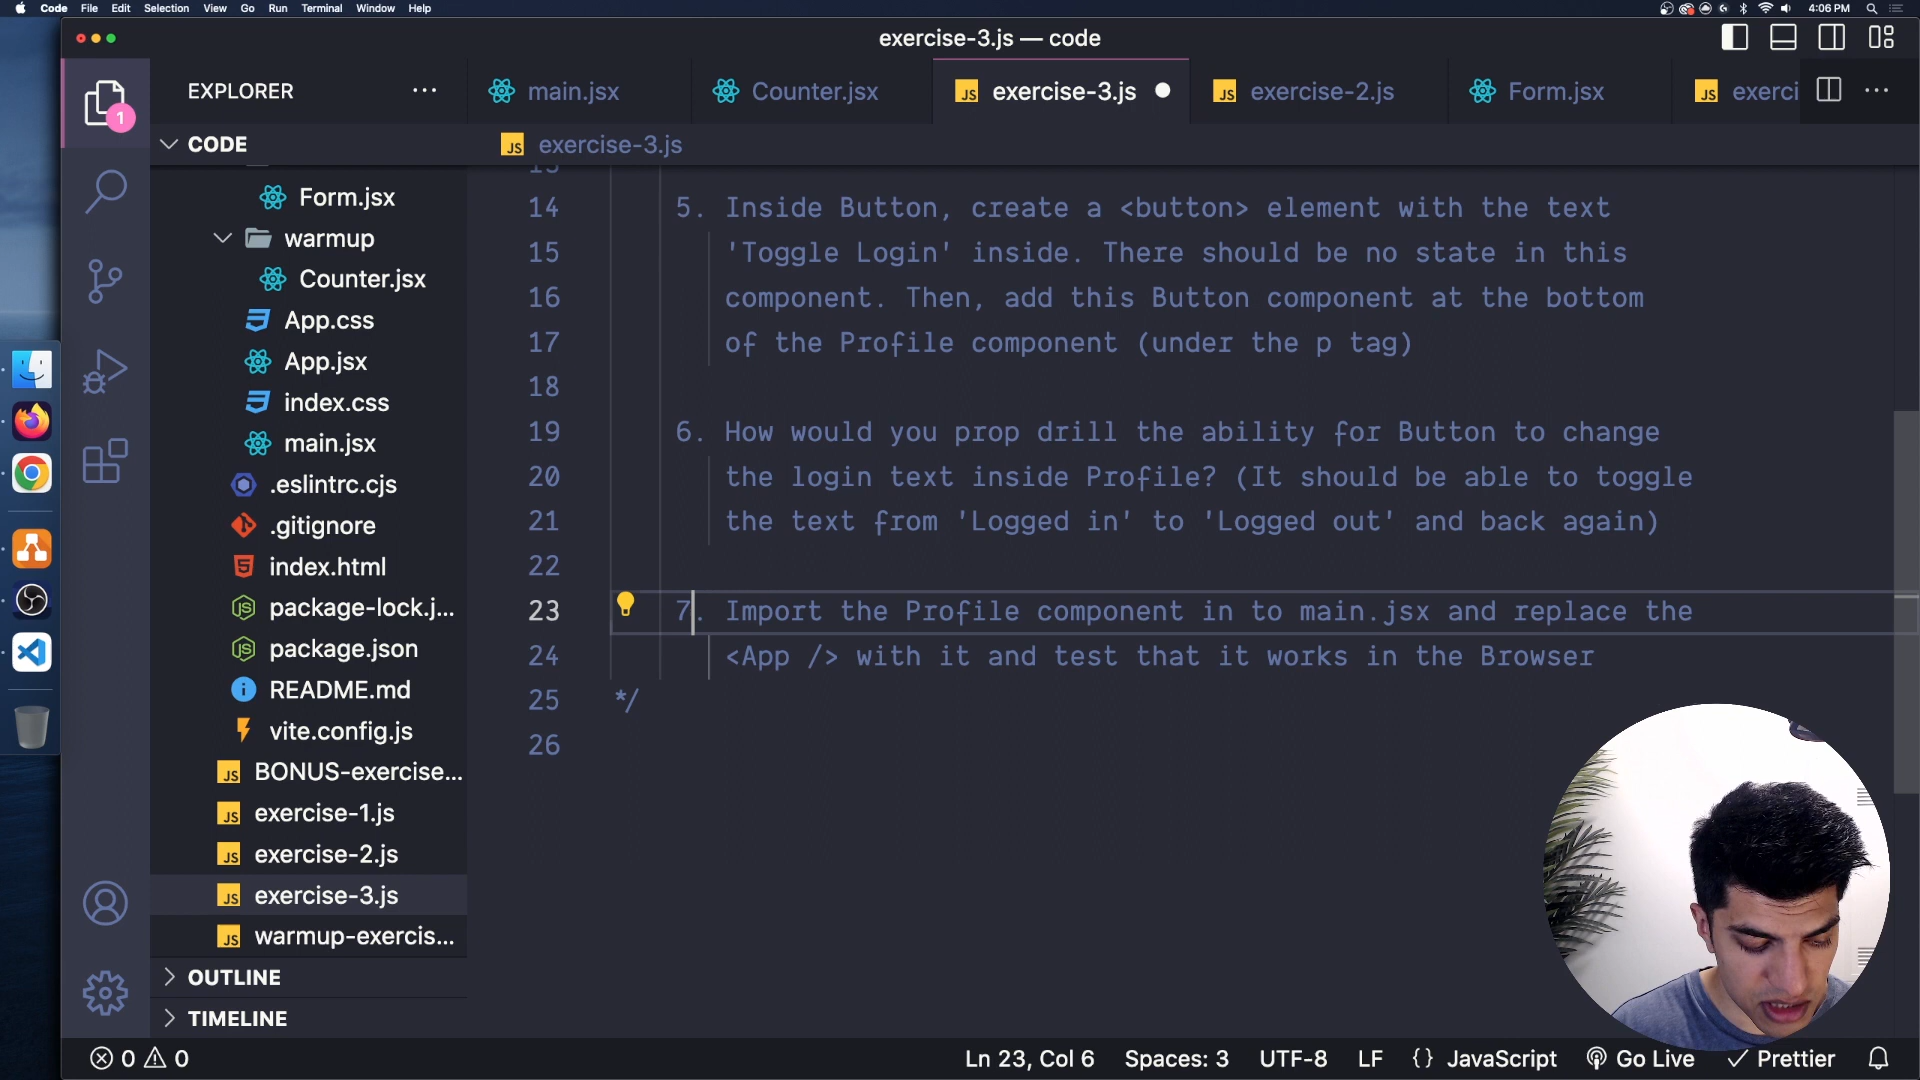 Code File Edit Selection View Go Run Terminal Window Help
4:06 PM
exercise-3.js — code
EXPLORER
main.jsx
Counter.jsx
JS exercise-3.js
JS exercise-2.js
Form.jsx
JS exerci
1
CODE
JS exercise-3.js
Form.jsx
warmup
Counter.jsx
App.css
App.jsx
index.css
main.jsx
.eslintrc.cjs
.gitignore
index.html
package-lock.j...
package.json
README.md
vite.config.js
JS BONUS-exercise...
JS exercise-1.js
JS exercise-2.js
JS exercise-3.js
JS warmup-exercis...
OUTLINE
TIMELINE
14 5. Inside Button, create a <button> element with the text
15 'Toggle Login' inside. There should be no state in this
16 component. Then, add this Button component at the bottom
17 of the Profile component (under the p tag)
18
19 6. How would you prop drill the ability for Button to change
20 the login text inside Profile? (It should be able to toggle
21 the text from 'Logged in' to 'Logged out' and back again)
22
23 7. Import the Profile component in to main.jsx and replace the
24 <App /> with it and test that it works in the Browser
25 */
26
0 0
Ln 23, Col 6 Spaces: 3 UTF-8 LF {} JavaScript Go Live Prettier